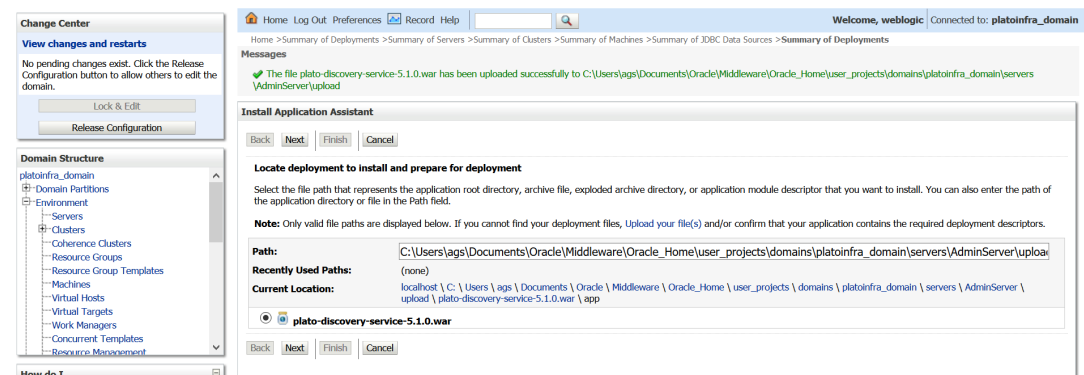 Change Center
View changes and restarts
No pending changes exist. Click the Release
Configuration button to allow others to edit the
domain.
Lock & Edit
Release Configuration
Domain Structure
platoinfra_domain
Domain Partitions
Environment
Servers
Clusters
Coherence Clusters
Resource Groups
Resource Group Templates
Machines
Virtual Hosts
Virtual Targets
Work Managers
Concurrent Templates
Resource Management
How do I
Home Log Out Preferences Record Help
Welcome, weblogic Connected to: platoinfra_domain
Home >Summary of Deployments >Summary of Servers >Summary of Clusters >Summary of Machines >Summary of JDBC Data Sources >Summary of Deployments
Messages
The file plato-discovery-service-5.1.0.war has been uploaded successfully to C:\Users\ags\Documents\Oracle\Middleware\Oracle_Home\user_projects\domains\platoinfra_domain\servers
\AdminServer\upload
Install Application Assistant
Back Next Finish Cancel
Locate deployment to install and prepare for deployment
Select the file path that represents the application root directory, archive file, exploded archive directory, or application module descriptor that you want to install. You can also enter the path of
the application directory or file in the Path field.
Note: Only valid file paths are displayed below. If you cannot find your deployment files, Upload your file(s) and/or confirm that your application contains the required deployment descriptors.
Path: C:\Users\ags\Documents\Oracle\Middleware\Oracle_Home\user_projects\domains\platoinfra_domain\servers\AdminServer\uploa
Recently Used Paths: (none)
Current Location: localhost \ C: \ Users \ ags \ Documents \ Oracle \ Middleware \ Oracle_Home \ user_projects \ domains \ platoinfra_domain \ servers \ AdminServer \
upload \ plato-discovery-service-5.1.0.war \ app
plato-discovery-service-5.1.0.war
Back Next Finish Cancel